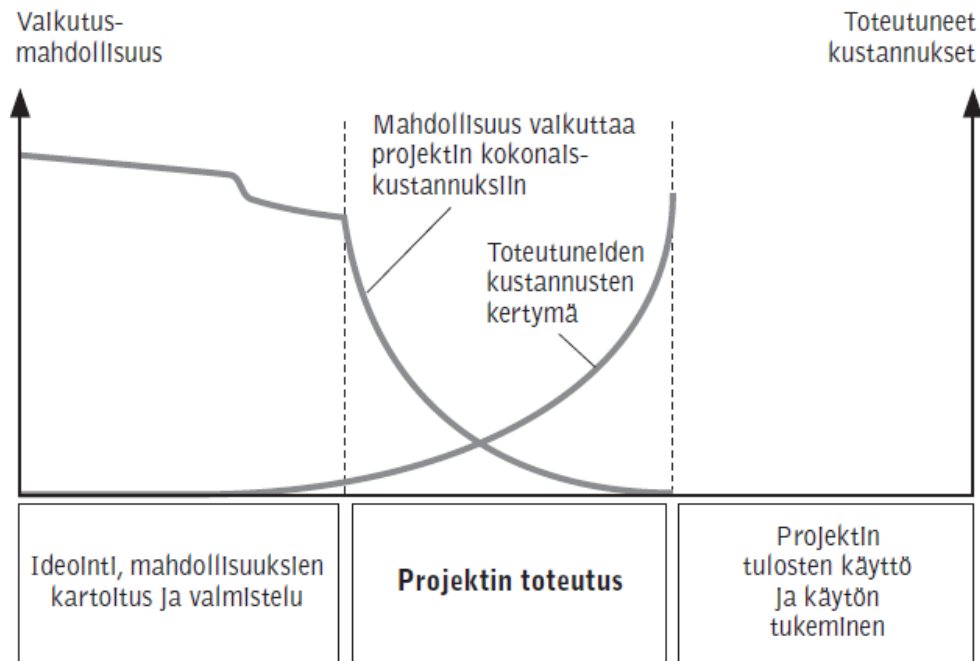 Vaikutus-
mahdollisuus
Toteutuneet
kustannukset
Mahdollisuus vaikuttaa
projektin kokonais-
kustannuksiin
Toteutuneiden
kustannusten
kertymä
Ideointi, mahdollisuuksien
kartoitus ja valmistelu
Projektin toteutus
Projektin
tulosten käyttö
ja käytön
tukeminen